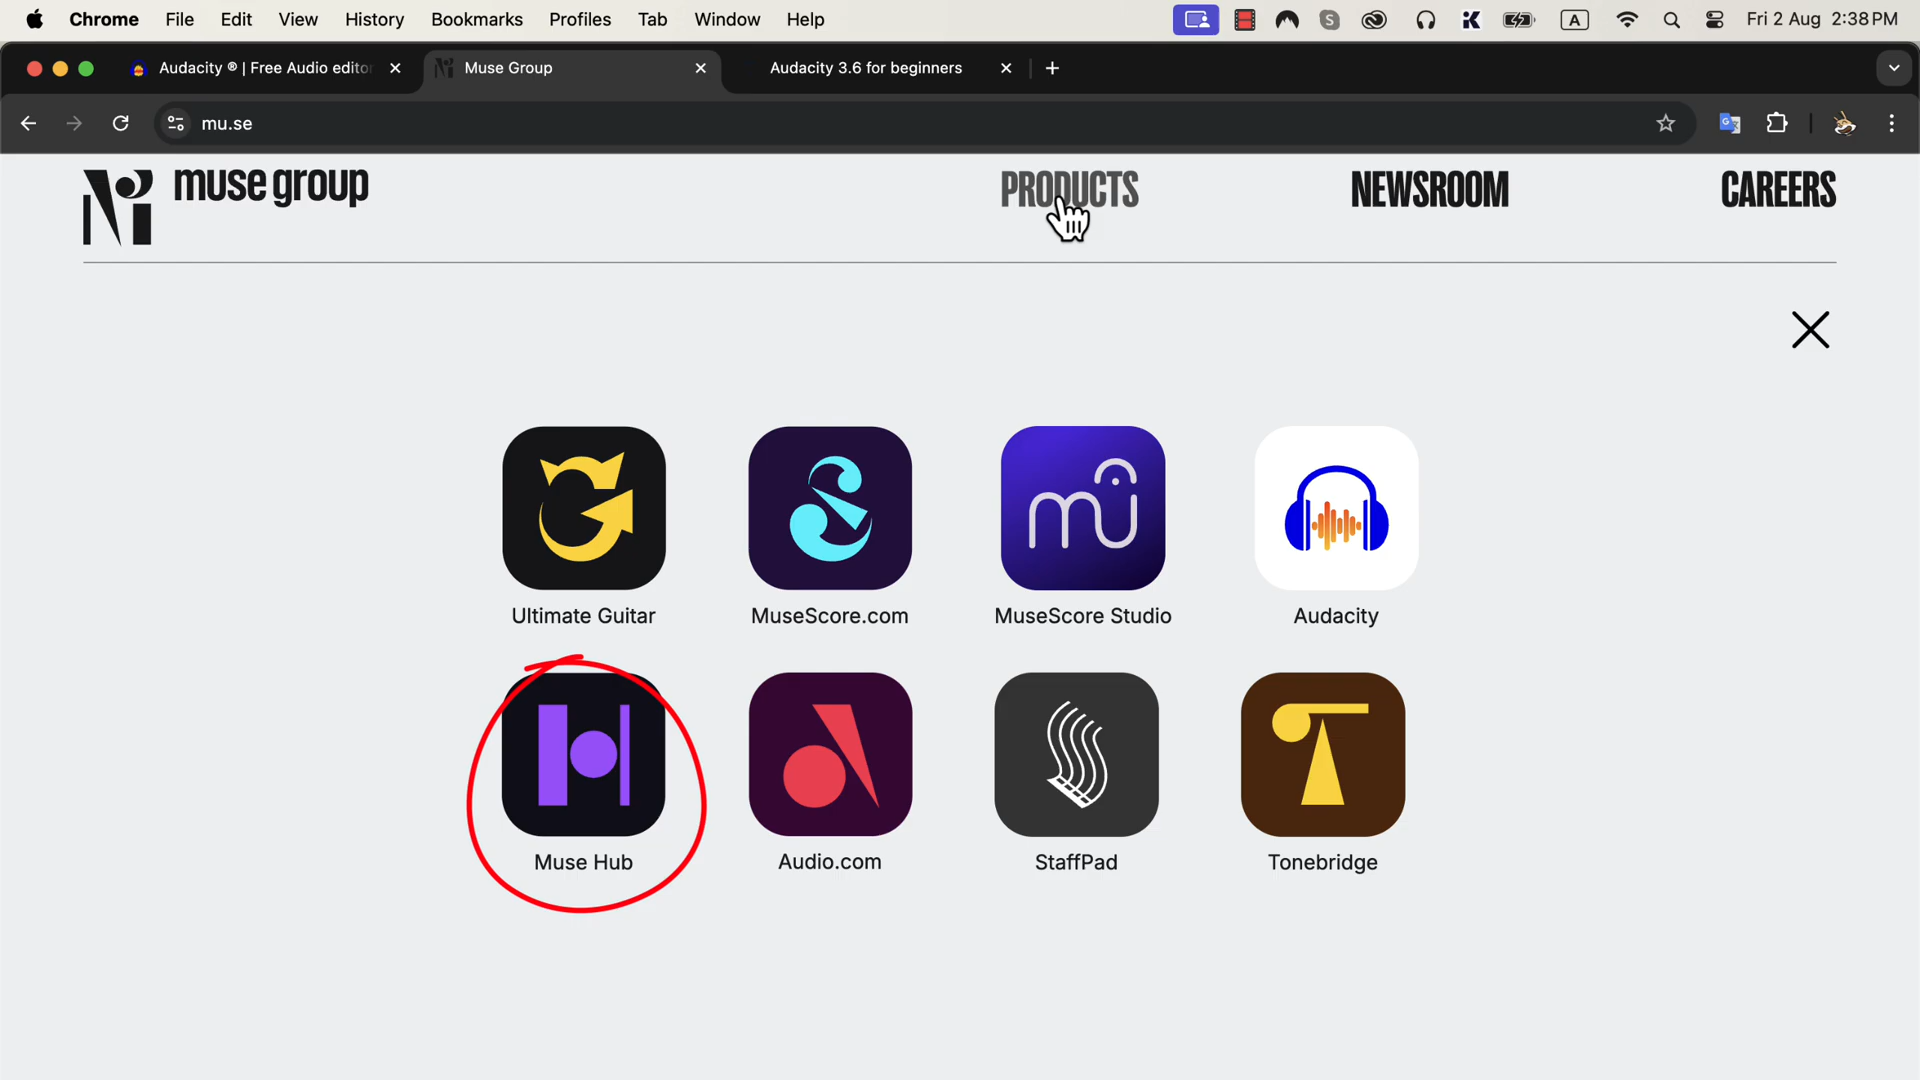 Chrome File Edit View History Bookmarks Profiles Tab Window Help A Fri 2 Aug 2:38 PM
Audacity ® | Free Audio editor Muse Group Audacity 3.6 for beginners
mu.se
muse group PRODUCTS NEWSROOM CAREERS
Ultimate Guitar MuseScore.com MuseScore Studio Audacity
Muse Hub Audio.com StaffPad Tonebridge